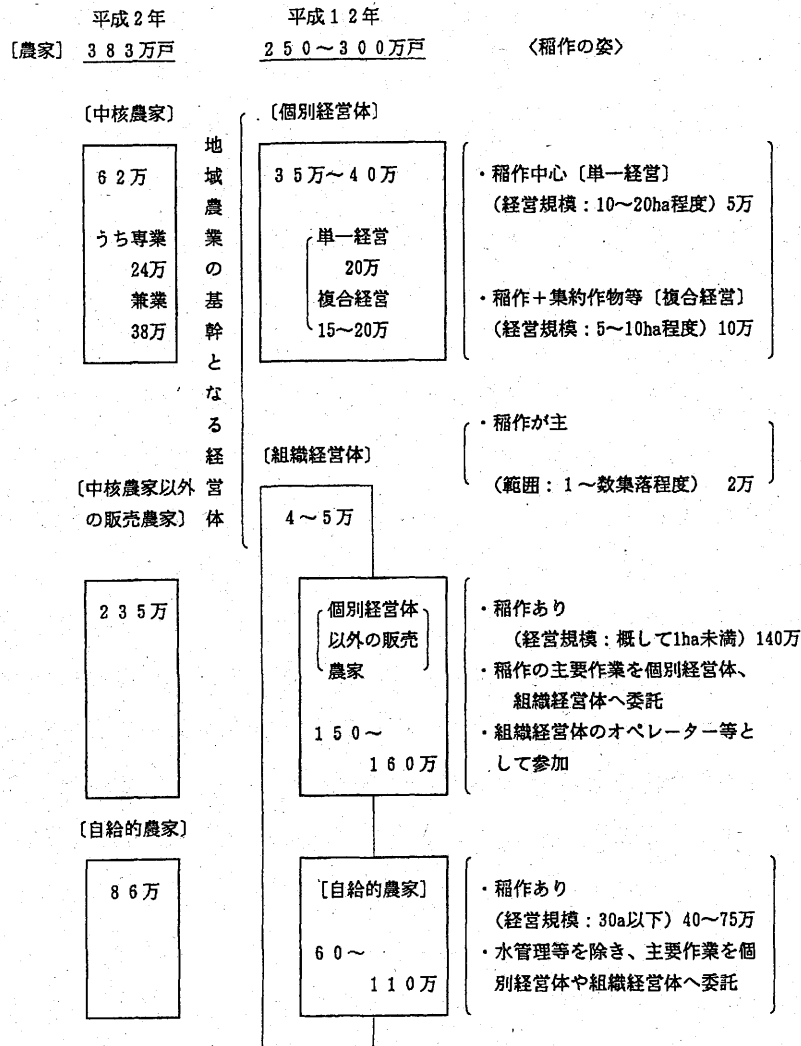 平成2年 平成12年
[農家] 383万戸 250~300万戸 〈稲作の姿〉
〔中核農家〕
62万
うち専業
24万
兼業
38万
地域農業の基幹となる経営体
〔個別経営体〕
35万~40万
単一経営
20万
複合経営
15~20万
・稲作中心〔単一経営〕
(経営規模:10~20ha程度) 5万
・稲作+集約作物等〔複合経営〕
(経営規模:5~10ha程度) 10万
〔組織経営体〕
4~5万
・稲作が主
(範囲:1~数集落程度) 2万
〔中核農家以外
の販売農家〕
235万
個別経営体
以外の販売
農家
150~
160万
・稲作あり
(経営規模:概して1ha未満) 140万
・稲作の主要作業を個別経営体、
組織経営体へ委託
・組織経営体のオペレーター等と
して参加
〔自給的農家〕
86万
[自給的農家]
60~
110万
・稲作あり
(経営規模:30a以下) 40~75万
・水管理等を除き、主要作業を個
別経営体や組織経営体へ委託